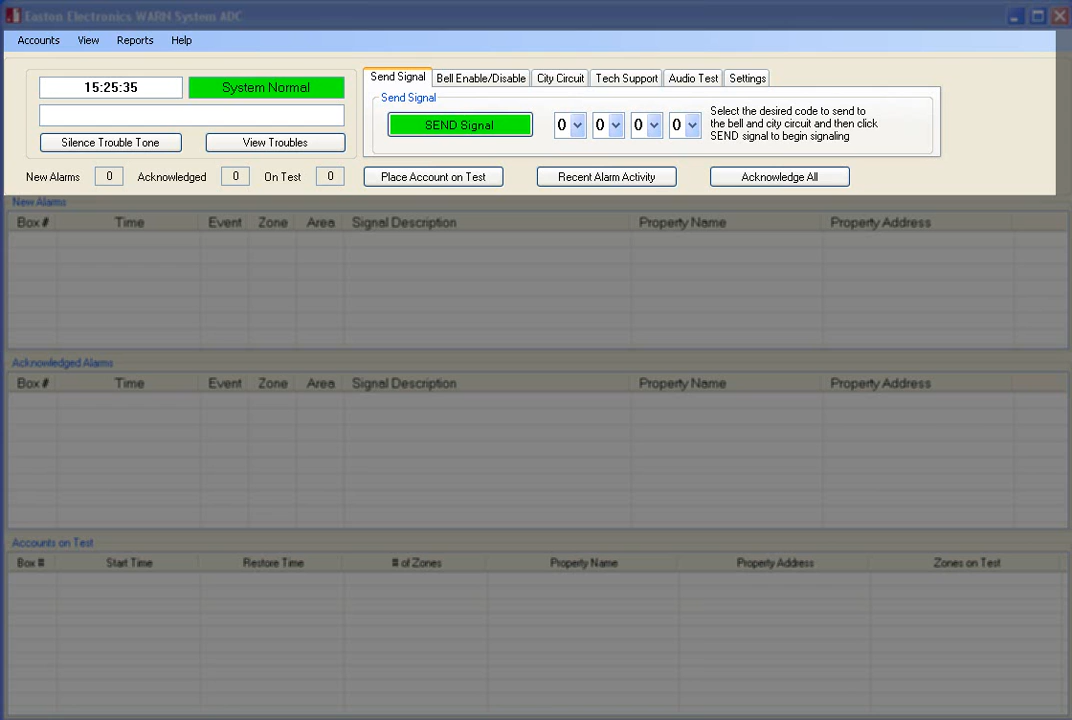 Easton Electronics WARN System ADC
Accounts View Reports Help
15:25:35 System Normal
Silence Trouble Tone View Troubles
New Alarms 0 Acknowledged 0 On Test 0
Send Signal Bell Enable/Disable City Circuit Tech Support Audio Test Settings
Send Signal
SEND Signal 0 0 0 0
Select the desired code to send to
the bell and city circuit and then click
SEND signal to begin signaling
Place Account on Test Recent Alarm Activity Acknowledge All
New Alarms
Box # Time Event Zone Area Signal Description Property Name Property Address
Acknowledged Alarms
Box # Time Event Zone Area Signal Description Property Name Property Address
Accounts on Test
Box # Start Time Restore Time # of Zones Property Name Property Address Zones on Test